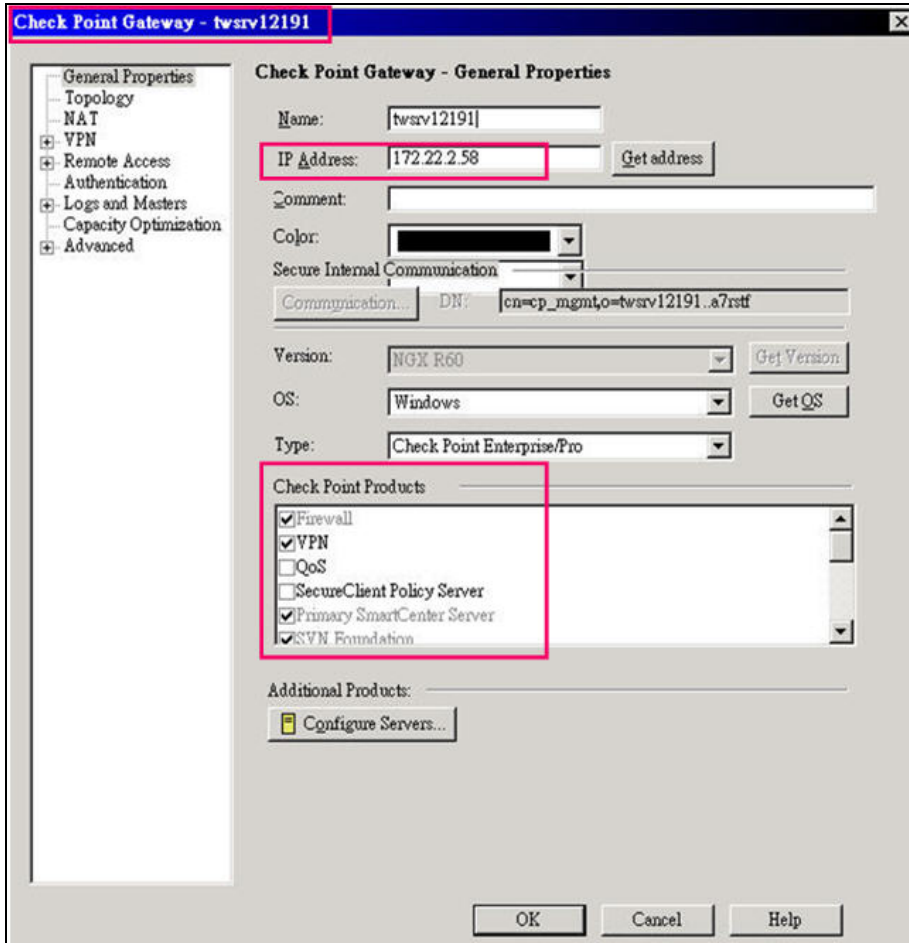 Check Point Gateway - twsrv12191
General Properties
Topology
NAT
VPN
Remote Access
Authentication
Logs and Masters
Capacity Optimization
Advanced
Check Point Gateway - General Properties
Name: twsrv12191
IP Address: 172.22.2.58 Get address
Comment:
Color:
Secure Internal Communication
Communication... DN: cn=cp_mgmt,o=twsrv12191..a7rstf
Version: NGX R60 Get Version
OS: Windows Get OS
Type: Check Point Enterprise/Pro
Check Point Products
Firewall
VPN
QoS
SecureClient Policy Server
Primary SmartCenter Server
SVN Foundation
Additional Products:
Configure Servers...
OK Cancel Help